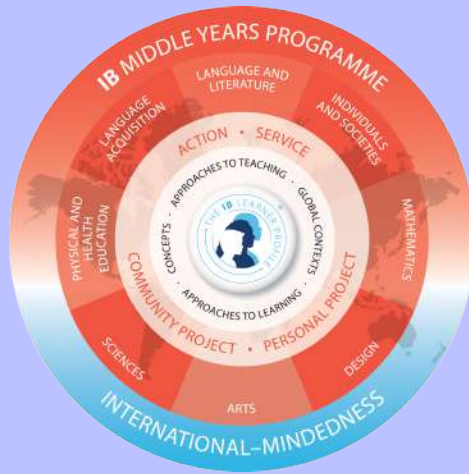 IB MIDDLE YEARS PROGRAMME
LANGUAGE AND
LITERATURE
INDIVIDUALS
AND SOCIETIES
MATHEMATICS
DESIGN
ARTS
SCIENCES
PHYSICAL AND
HEALTH
EDUCATION
LANGUAGE
ACQUISITION
ACTION • SERVICE
PERSONAL PROJECT
•
COMMUNITY PROJECT
APPROACHES TO TEACHING
·
GLOBAL CONTEXTS
·
APPROACHES TO LEARNING
·
CONCEPTS
·
THE IB LEARNER PROFILE
INTERNATIONAL–MINDEDNESS